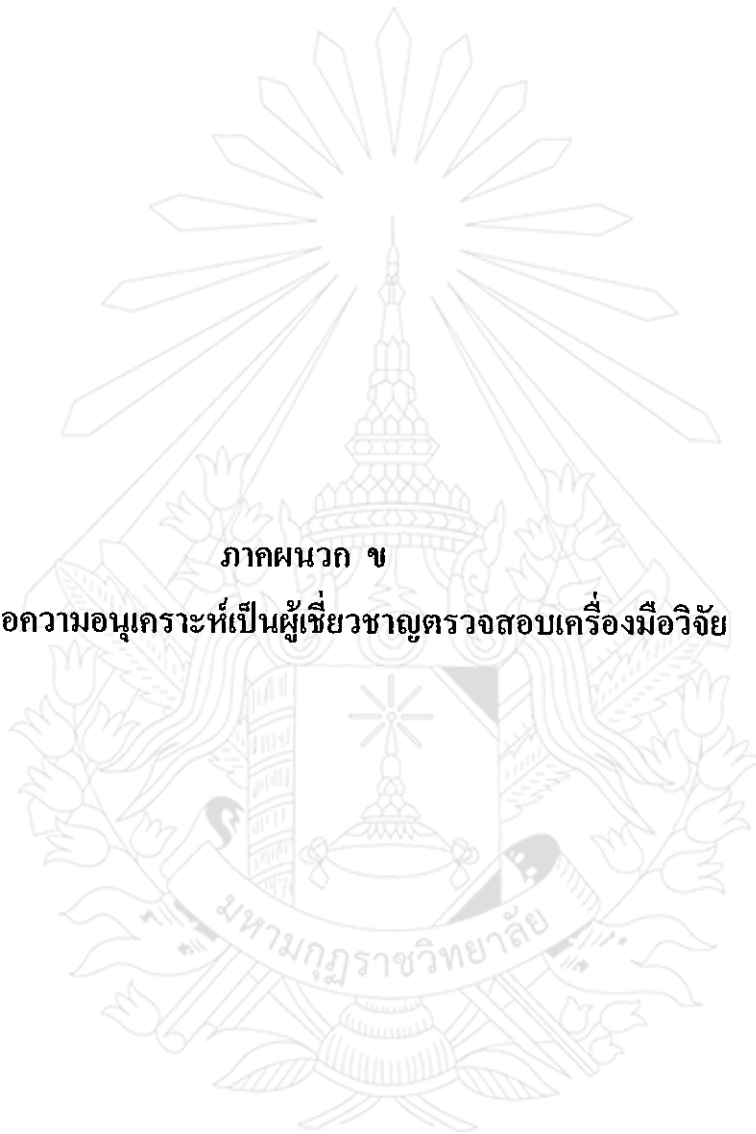 ภาคผนวก ข
อความอนุเคราะห์เป็นผู้เชี่ยวชาญตรวจสอบเครื่องมือวิจัย
มหามกุฏราชวิทยาลัย